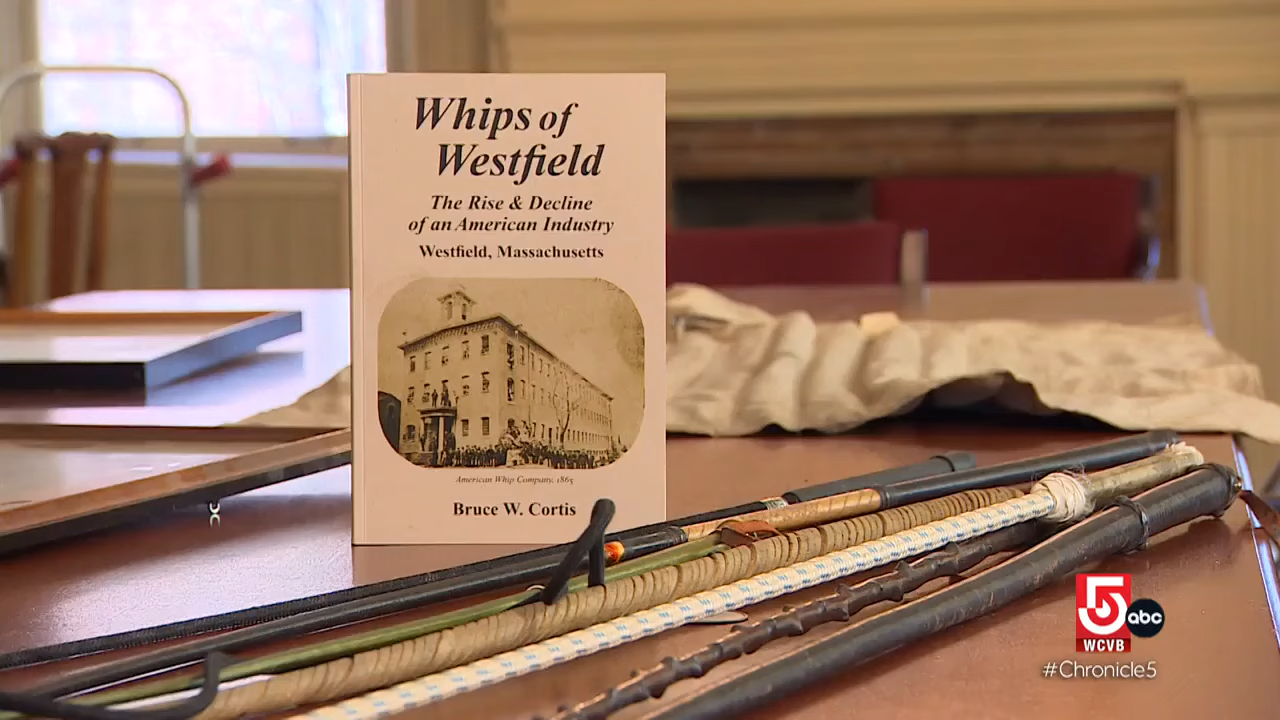 Whips of
Westfield
The Rise & Decline
of an American Industry
Westfield, Massachusetts
American Whip Company, 1865
Bruce W. Cortis
5
abc
WCVB
#Chronicle5